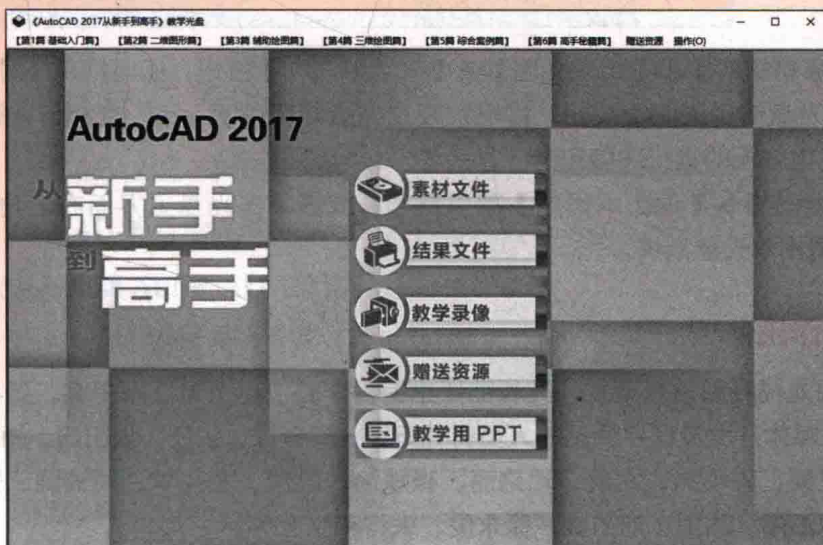 《AutoCAD 2017从新手到高手》教学光盘
【第1篇 基础入门篇】 【第2篇 二维图形篇】 【第3篇 辅助绘图篇】 【第4篇 三维绘图篇】 【第5篇 综合案例篇】 【第6篇 高手秘籍篇】 赠送资源 操作(O)
AutoCAD 2017
从新手
到高手
素材文件
结果文件
教学录像
赠送资源
教学用 PPT